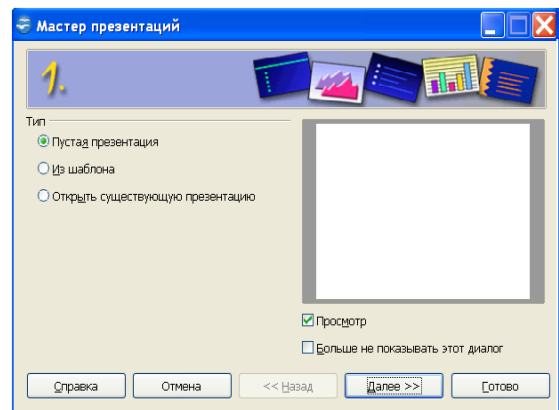 Мастер презентаций
1.
Тип
Пустая презентация
Из шаблона
Открыть существующую презентацию
Просмотр
Больше не показывать этот диалог
Справка
Отмена
<< Назад
Далее >>
Готово